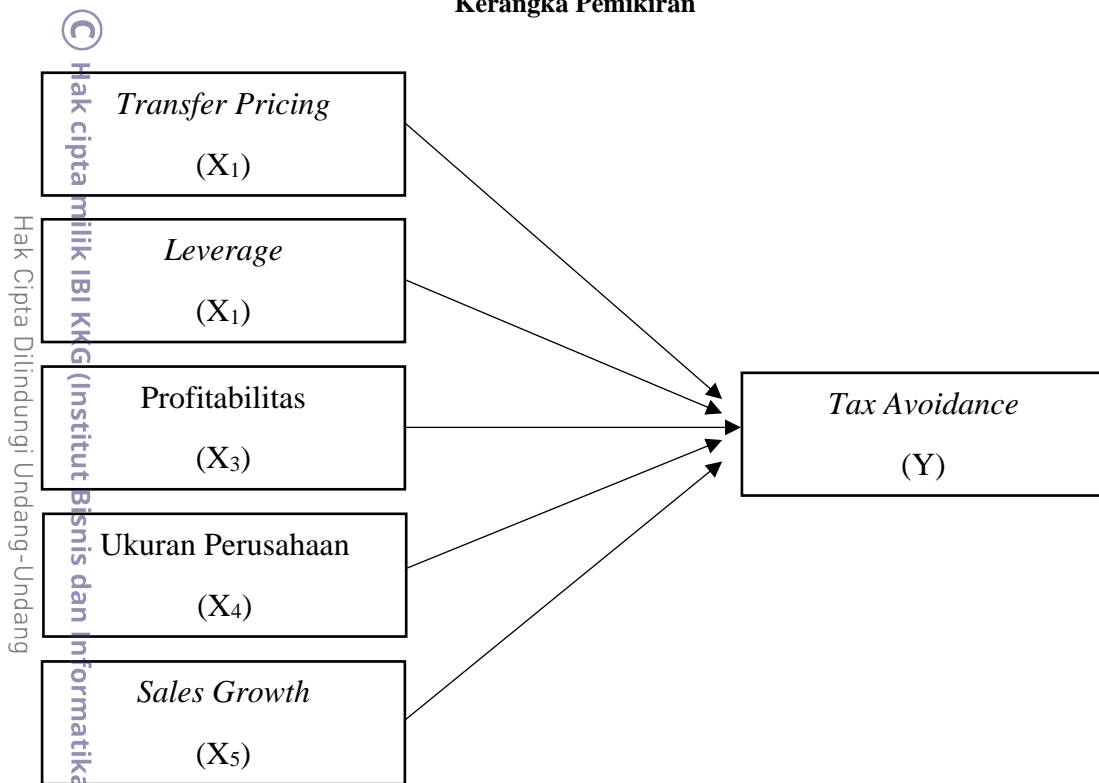 Kerangka Pemikiran
Transfer Pricing
(X₁)
Leverage
(X₁)
Profitabilitas
(X₃)
Ukuran Perusahaan
(X₄)
Sales Growth
(X₅)
Tax Avoidance
(Y)
© Hak cipta milik IBI KKG (Institut Bisnis dan Informatika
Hak Cipta Dilindungi Undang-Undang